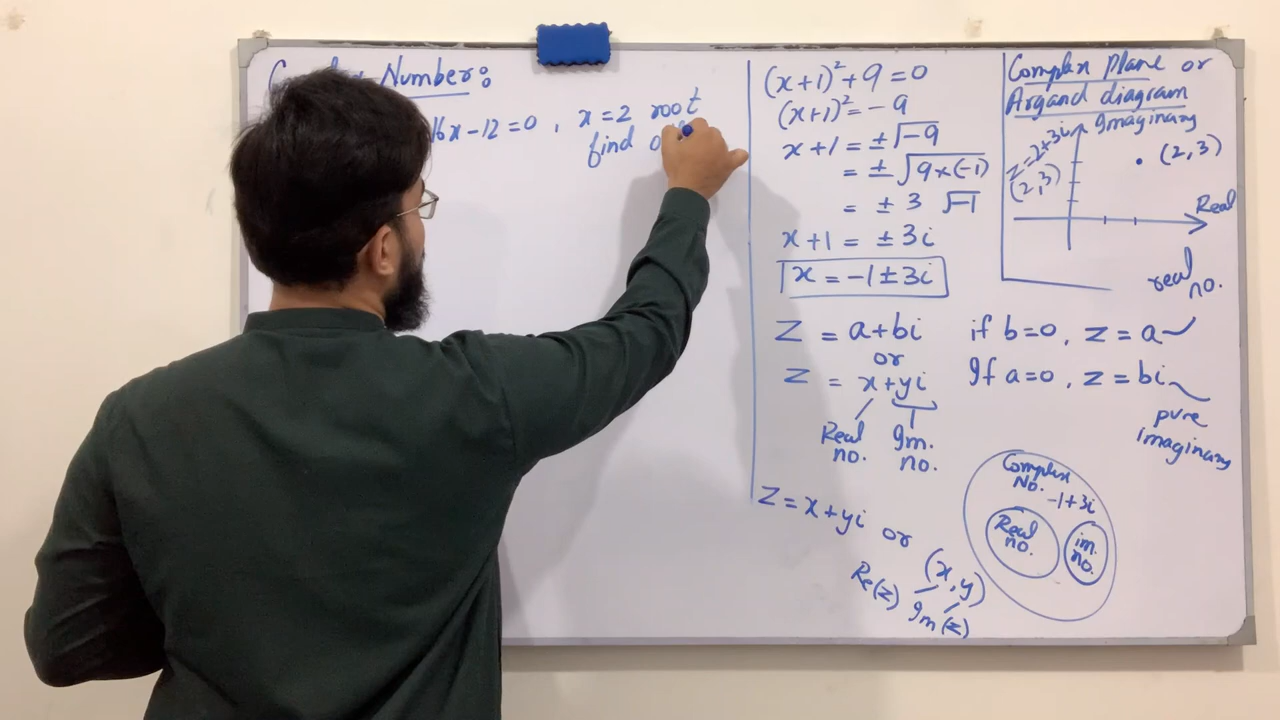 Number:
16x-12=0, x=2 root
find
(x+1)²+9=0
(x+1)²=-9
x+1=±√-9
=±√9×(-1)
=±3 √-1
x+1=±3i
x=-1±3i
Z=a+bi
or
Z=x+yi
Real no.
Im. no.
if b=0, Z=a
If a=0, Z=bi
pure
imaginary
Z=x+yi or
(x,y)
Re(z) Im(z)
Complex Plane or
Argand diagram
Imaginary
Z=2+3i
(2,3)
(2,3)
Real
real
no.
Complex
No.
-1+3i
Real
no.
im.
no.